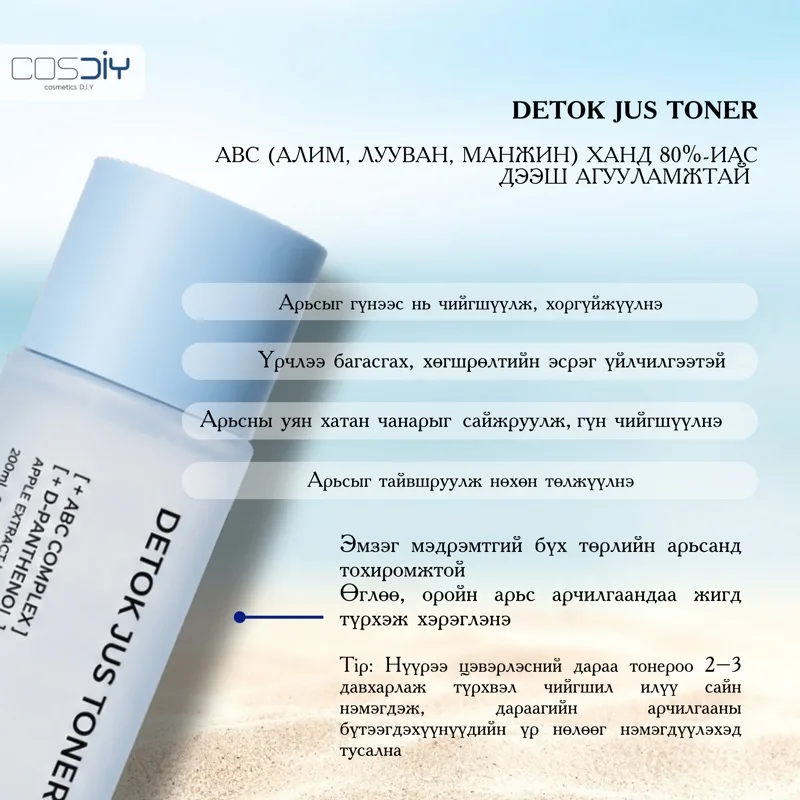 COSDIY
cosmetics D.I.Y
DETOK JUS TONER
АВС (АЛИМ, ЛУУВАН, МАНЖИН) ХАНД 80%-ИАС
ДЭЭШ АГУУЛАМЖТАЙ
Арьсыг гүнээс нь чийгшүүлж, хоргүйжүүлнэ
Үрчлээ багасгах, хөгшрөлтийн эсрэг үйлчилгээтэй
Арьсны уян хатан чанарыг сайжруулж, гүн чийгшүүлнэ
Арьсыг тайвшруулж нөхөн төлжүүлнэ
Эмзэг мэдрэмтгий бүх төрлийн арьсанд
тохиромжтой
Өглөө, оройн арьс арчилгаандаа жигд
түрхэж хэрэглэнэ
Tip: Нүүрээ цэвэрлэсний дараа тонероо 2–3
давхарлаж түрхвэл чийгшил илүү сайн
нэмэгдэж, дараагийн арчилгааны
бүтээгдэхүүнүүдийн үр нөлөөг нэмэгдүүлэхэд
тусална
DETOK JUS TONER
[+ ABC COMPLEX]
[+ D-PANTHENOL]
APPLE EXTRACT
200ml